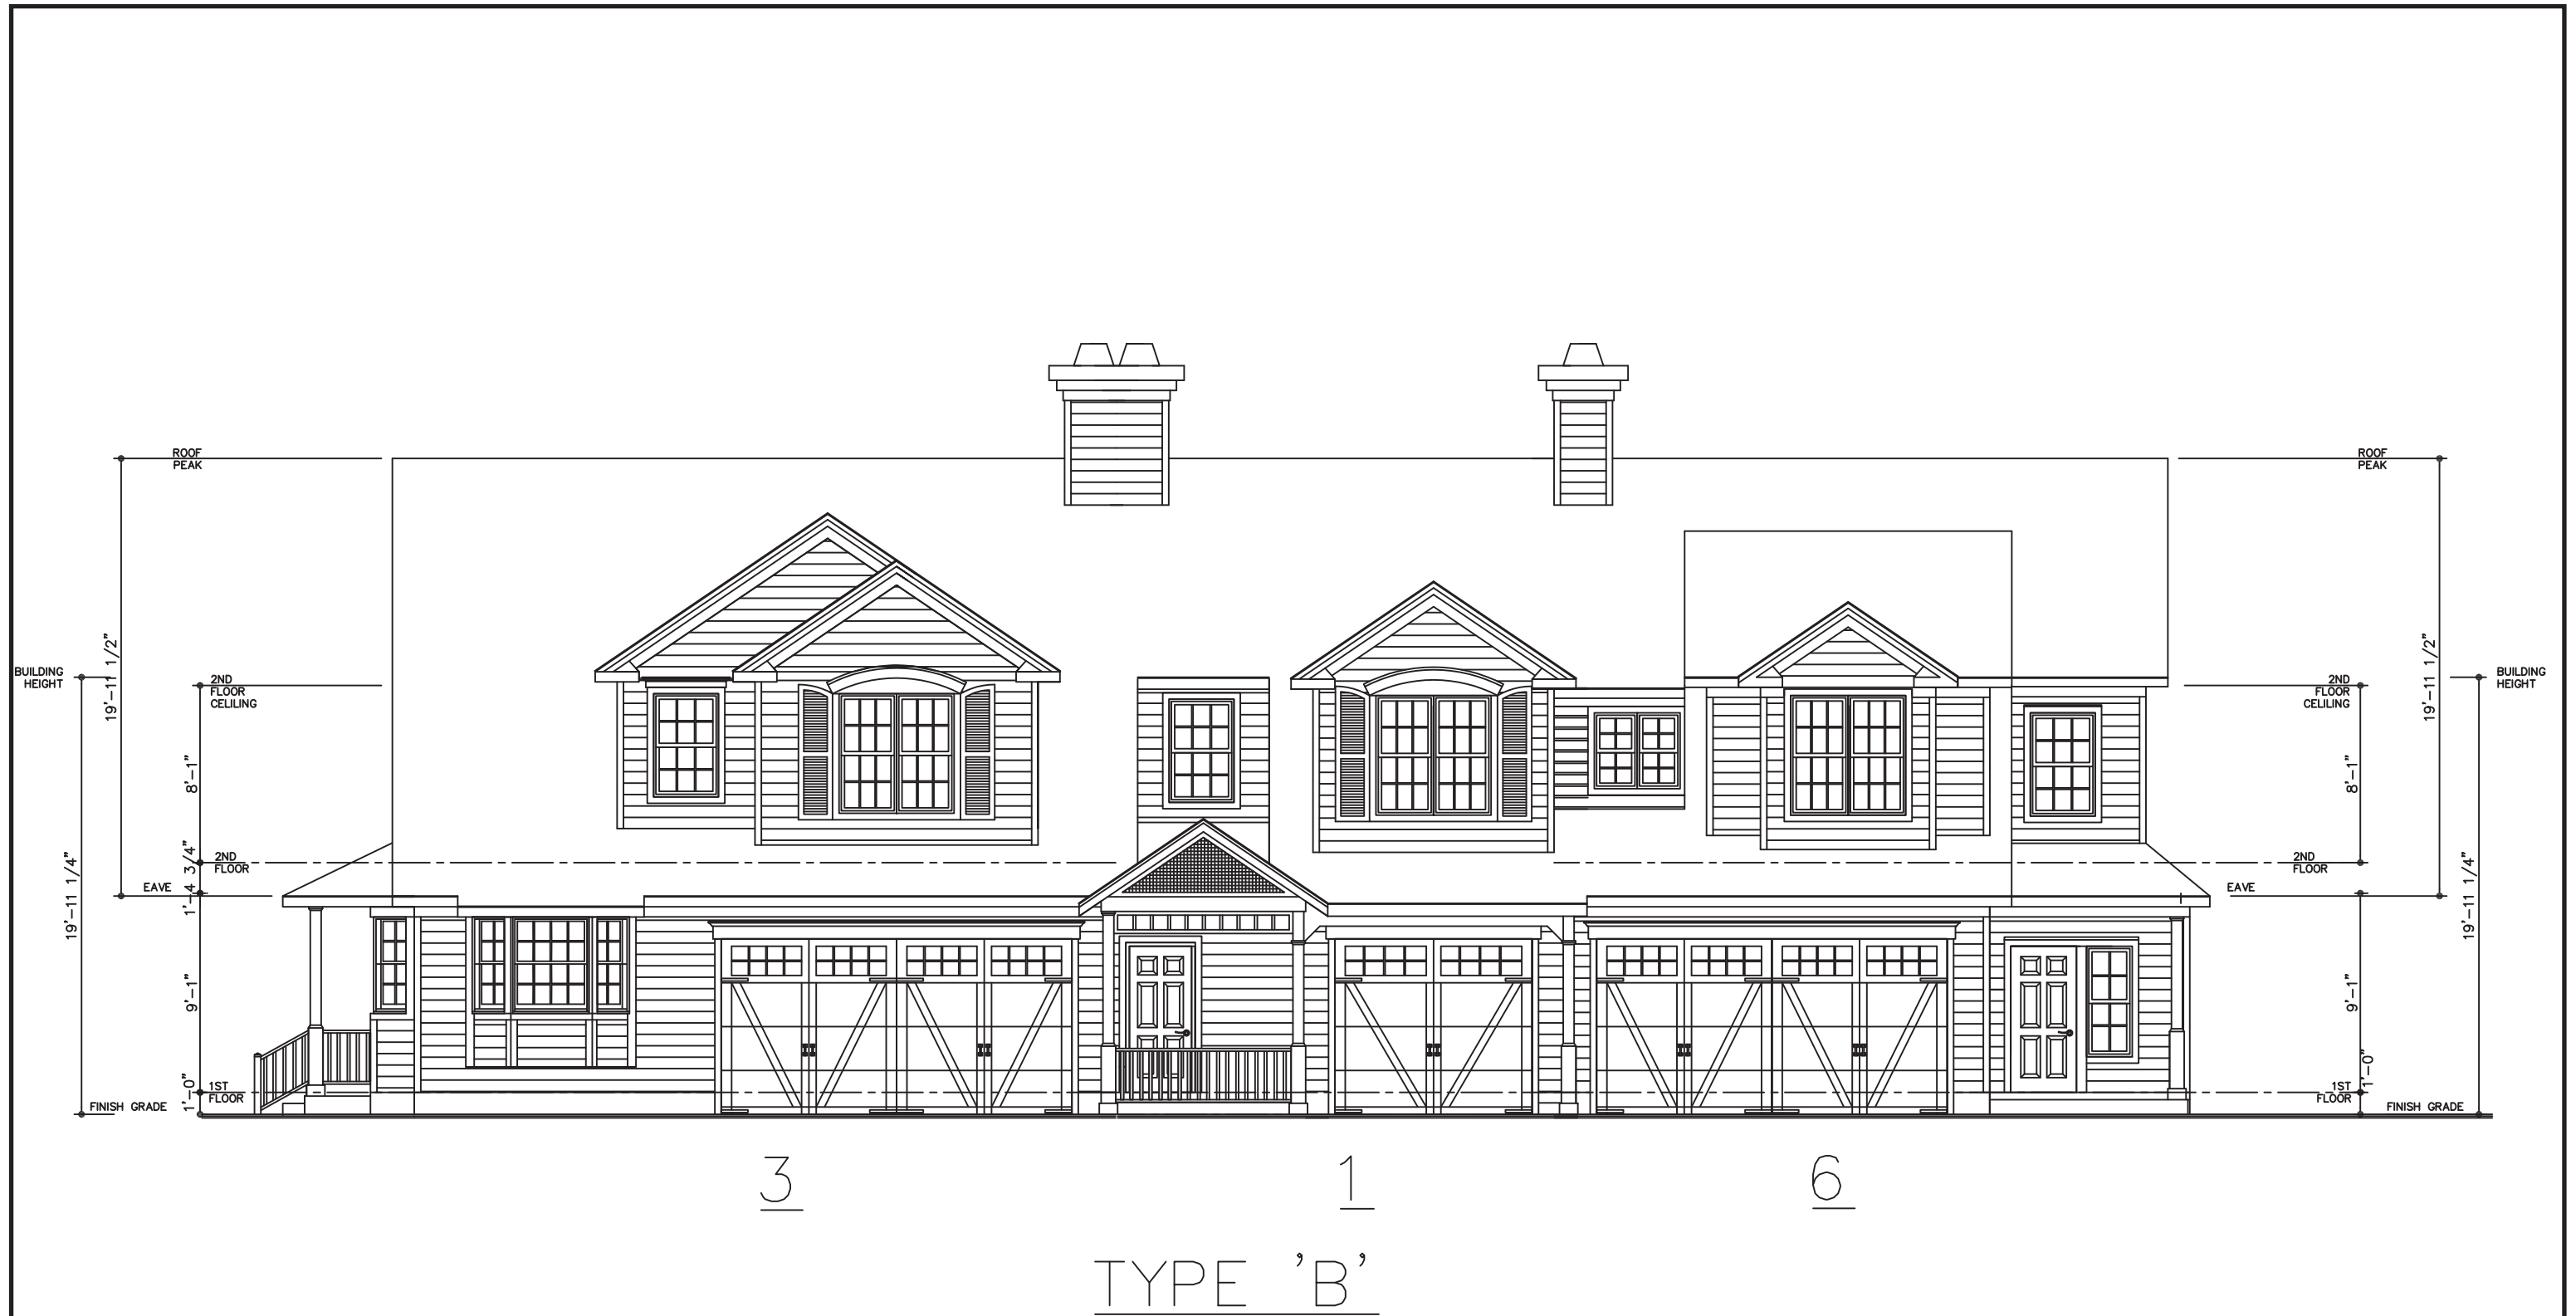 ROOF
PEAK
ROOF
PEAK
19'-11 1/2"
19'-11 1/2"
BUILDING
HEIGHT
BUILDING
HEIGHT
2ND
FLOOR
CELILING
2ND
FLOOR
CELILING
8'-1"
8'-1"
2ND
FLOOR
2ND
FLOOR
1'-4 3/4"
EAVE
EAVE
19'-11 1/4"
19'-11 1/4"
9'-1"
9'-1"
1'-0"
1'-0"
1ST
FLOOR
1ST
FLOOR
FINISH GRADE
FINISH GRADE
3
1
6
TYPE 'B'